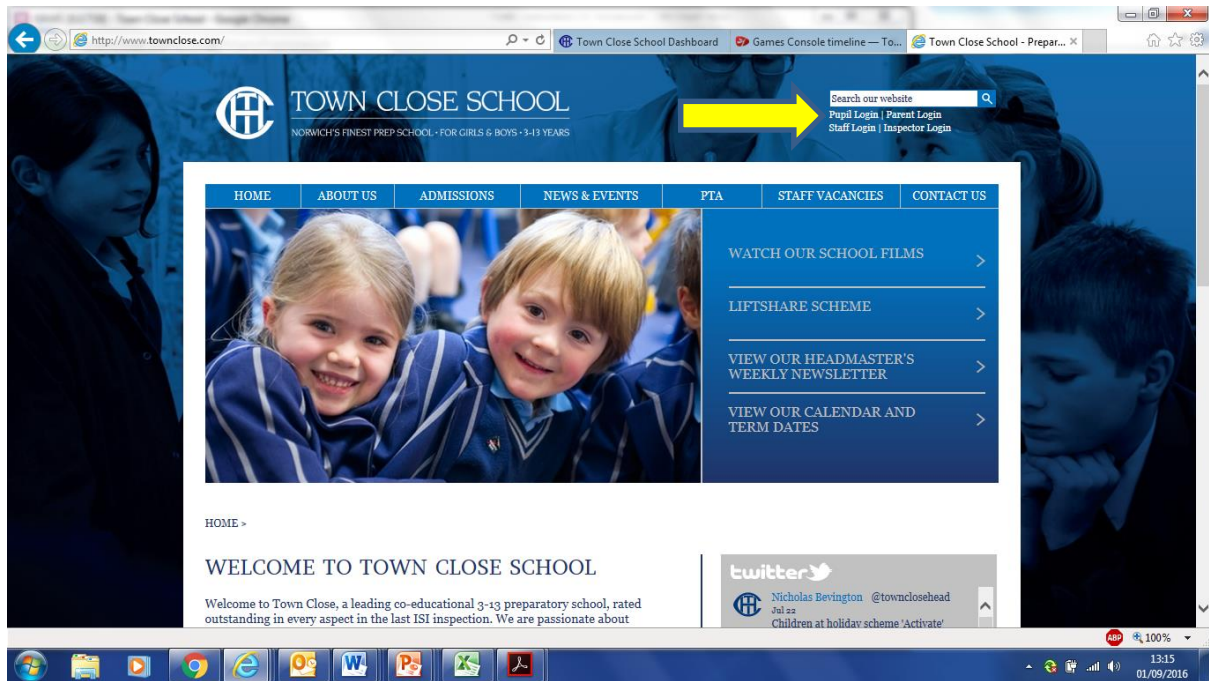 http://www.townclose.com/
Town Close School Dashboard
Games Console timeline — To...
Town Close School - Prepar...
TOWN CLOSE SCHOOL
NORWICH'S FINEST PREP SCHOOL · FOR GIRLS & BOYS · 3-13 YEARS
Search our website
Pupil Login | Parent Login
Staff Login | Inspector Login
HOME ABOUT US ADMISSIONS NEWS & EVENTS PTA STAFF VACANCIES CONTACT US
WATCH OUR SCHOOL FILMS
LIFTSHARE SCHEME
VIEW OUR HEADMASTER'S
WEEKLY NEWSLETTER
VIEW OUR CALENDAR AND
TERM DATES
HOME >
WELCOME TO TOWN CLOSE SCHOOL
Welcome to Town Close, a leading co-educational 3-13 preparatory school, rated
outstanding in every aspect in the last ISI inspection. We are passionate about
twitter
Nicholas Bevington @townclosehead
Jul 22
Children at holiday scheme 'Activate'
ABP 100%
13:15
01/09/2016